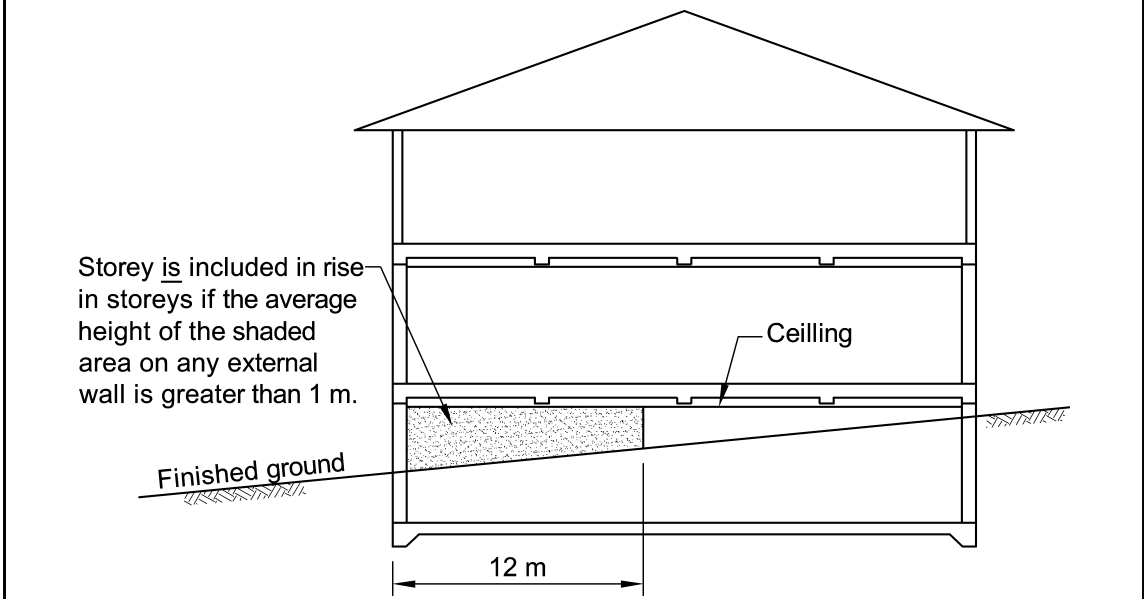 Storey is included in rise
in storeys if the average
height of the shaded
area on any external
wall is greater than 1 m.
Ceilling
Finished ground
12 m